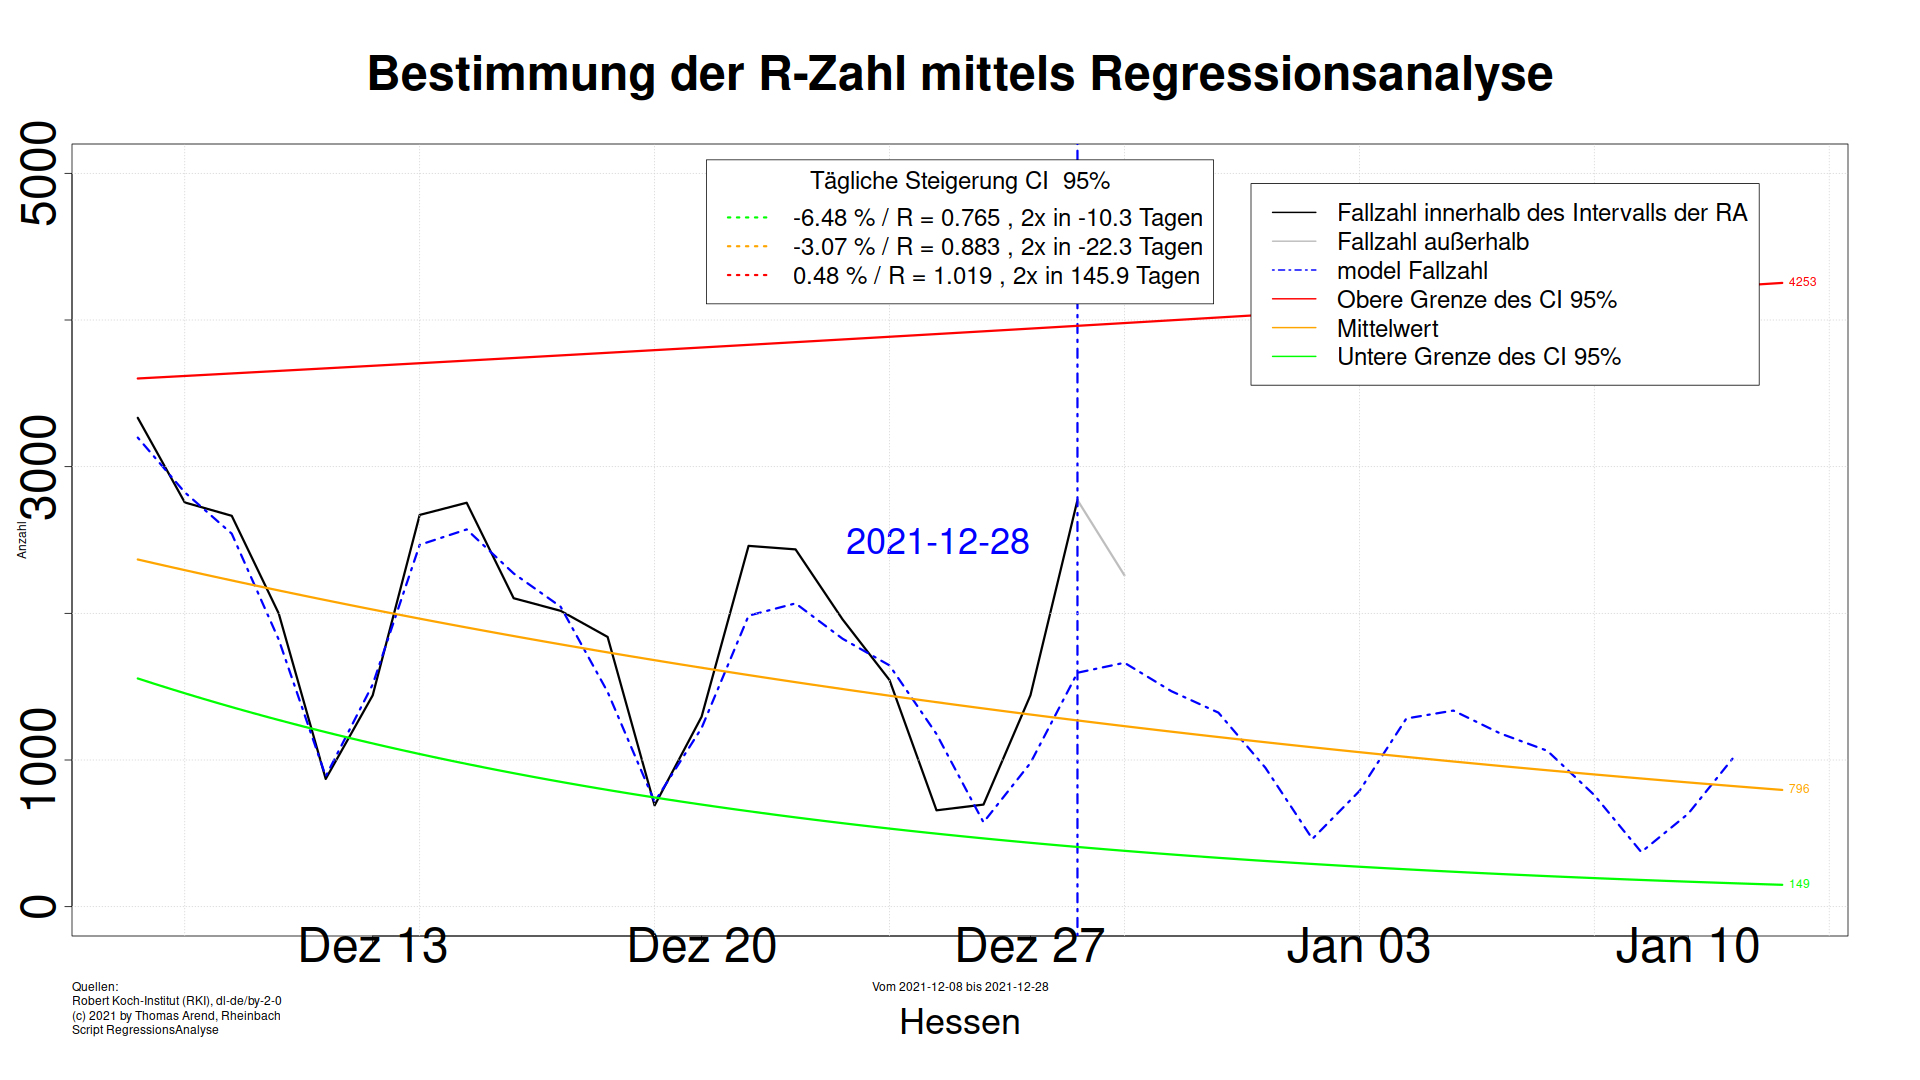 Bestimmung der R-Zahl mittels Regressionsanalyse
Tägliche Steigerung CI  95%
-6.48 % / R = 0.765 , 2x in -10.3 Tagen
-3.07 % / R = 0.883 , 2x in -22.3 Tagen
0.48 % / R = 1.019 , 2x in 145.9 Tagen
Fallzahl innerhalb des Intervalls der RA
Fallzahl außerhalb
model Fallzahl
Obere Grenze des CI 95%
Mittelwert
Untere Grenze des CI 95%
5000
3000
1000
0
Anzahl
4253
2021-12-28
796
149
Dez 13
Dez 20
Dez 27
Jan 03
Jan 10
Quellen:
Robert Koch-Institut (RKI), dl-de/by-2-0
(c) 2021 by Thomas Arend, Rheinbach
Script RegressionsAnalyse
Vom 2021-12-08 bis 2021-12-28
Hessen